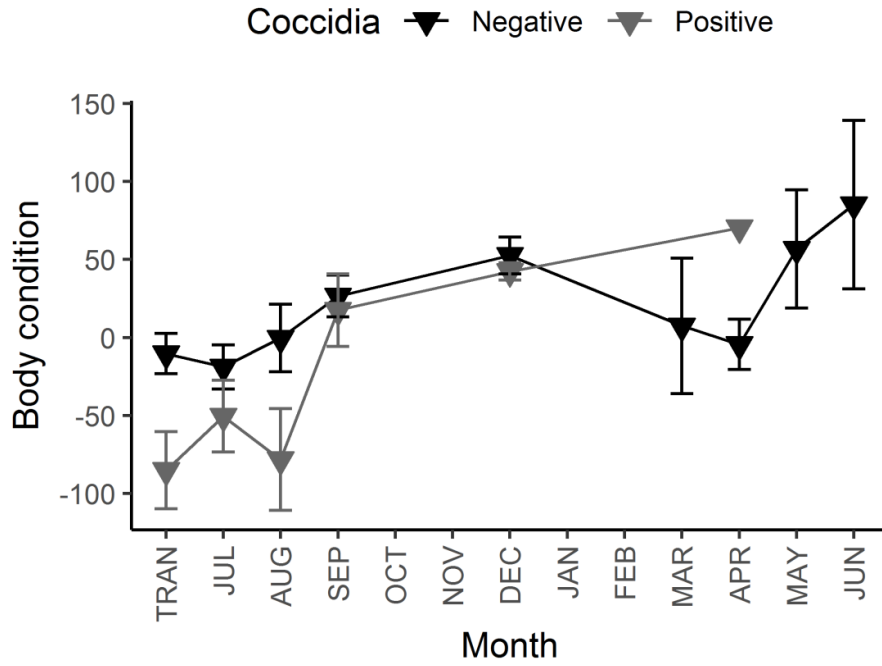 Coccidia Negative Positive
150
100
50
0
-50
-100
Body condition
TRAN JUL AUG SEP OCT NOV DEC JAN FEB MAR APR MAY JUN
Month